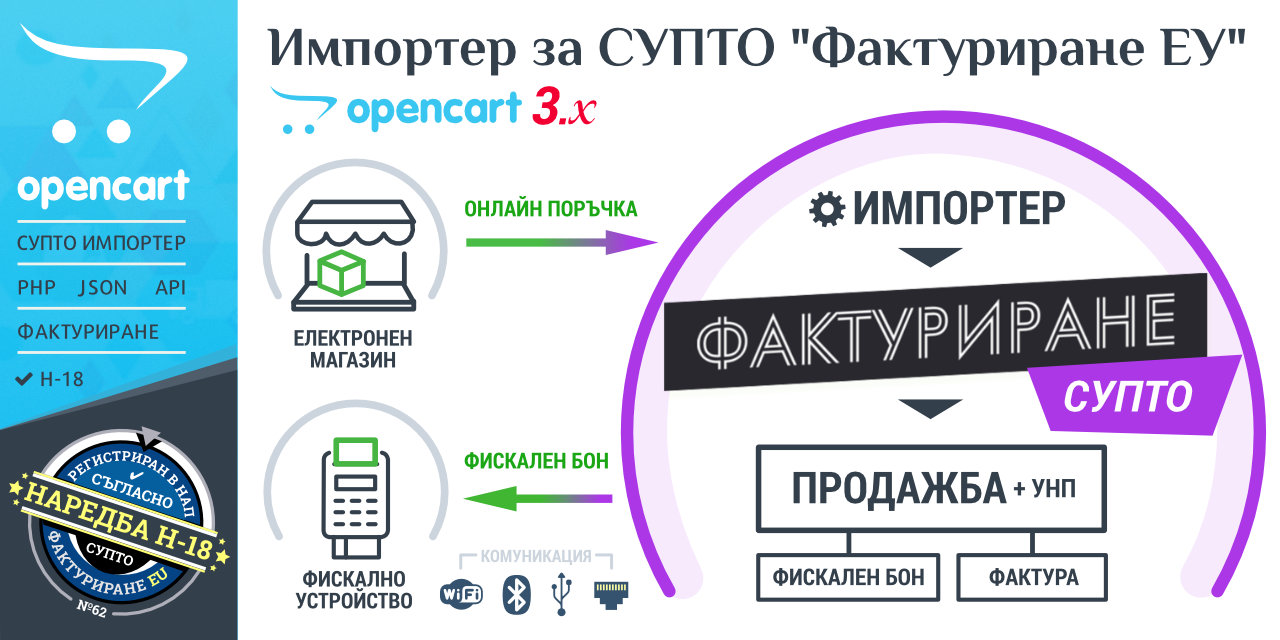 Импортер за СУПТО "Фактуриране ЕУ"
opencart 3.x
opencart
СУПТО ИМПОРТЕР
PHP JSON API
ФАКТУРИРАНЕ
Н-18
РЕГИСТРИРАН В НАП
СЪГЛАСНО
НАРЕДБА Н-18
СУПТО
ФАКТУРИРАНЕ EU
№62
ЕЛЕКТРОНЕН
МАГАЗИН
ОНЛАЙН ПОРЪЧКА
ФИСКАЛЕН БОН
ФИСКАЛНО
УСТРОЙСТВО
КОМУНИКАЦИЯ
WiFi
ИМПОРТЕР
ФАКТУРИРАНЕ
СУПТО
ПРОДАЖБА + УНП
ФИСКАЛЕН БОН
ФАКТУРА